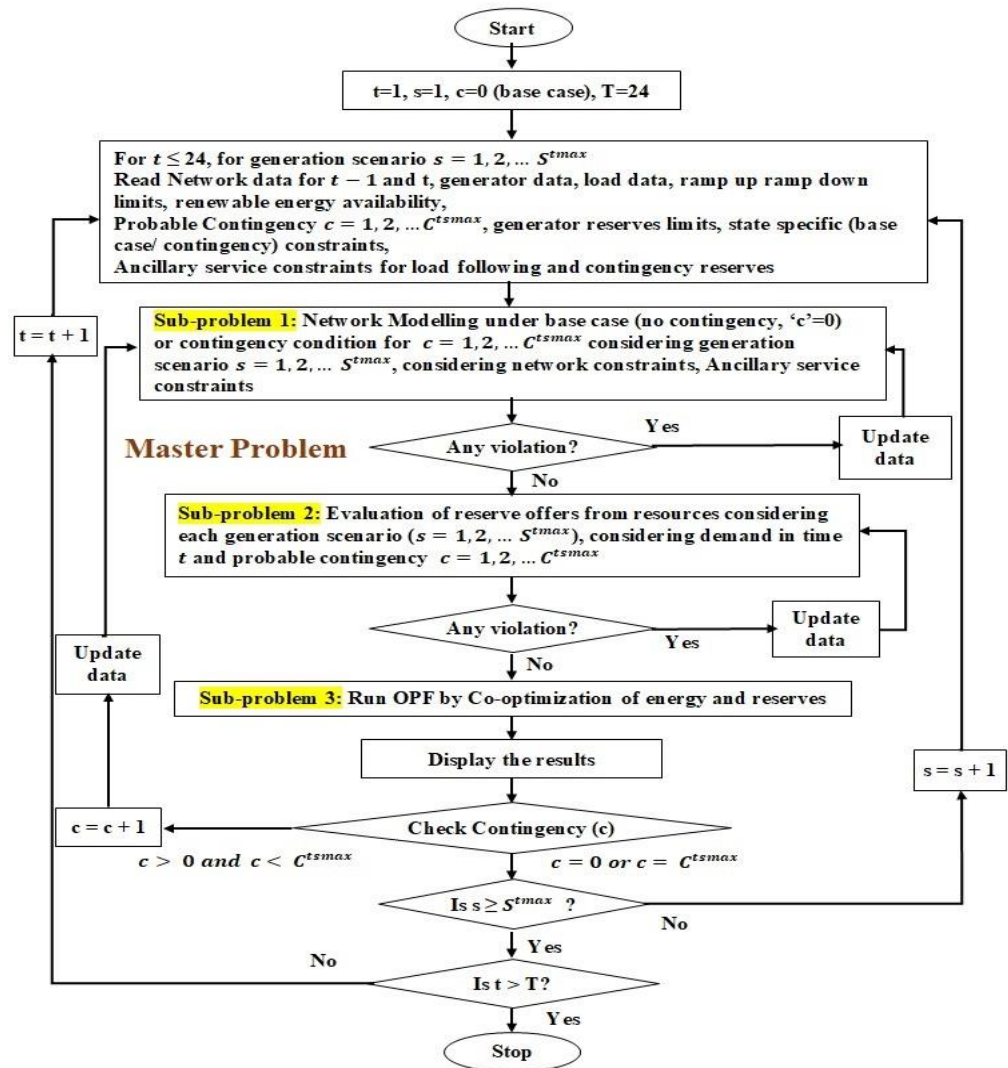 Start
t=1, s=1, c=0 (base case), T=24
For t ≤ 24, for generation scenario s = 1, 2, … S^{tmax}
Read Network data for t − 1 and t, generator data, load data, ramp up ramp down
limits, renewable energy availability,
Probable Contingency c = 1, 2, … C^{tsmax}, generator reserves limits, state specific (base
case/ contingency) constraints,
Ancillary service constraints for load following and contingency reserves
t = t + 1
Sub-problem 1: Network Modelling under base case (no contingency, ‘c’=0)
or contingency condition for c = 1, 2, … C^{tsmax} considering generation
scenario s = 1, 2, … S^{tmax}, considering network constraints, Ancillary service
constraints
Master Problem
Any violation?
Yes
Update
data
No
Sub-problem 2: Evaluation of reserve offers from resources considering
each generation scenario (s = 1, 2, … S^{tmax}), considering demand in time
t and probable contingency c = 1, 2, … C^{tsmax}
Any violation?
Yes
Update
data
Update
data
No
Sub-problem 3: Run OPF by Co-optimization of energy and reserves
Display the results
s = s + 1
c = c + 1
Check Contingency (c)
c > 0 and c < C^{tsmax}
c = 0 or c = C^{tsmax}
Is s ≥ S^{tmax} ?
No
Yes
No
Is t > T?
Yes
Stop